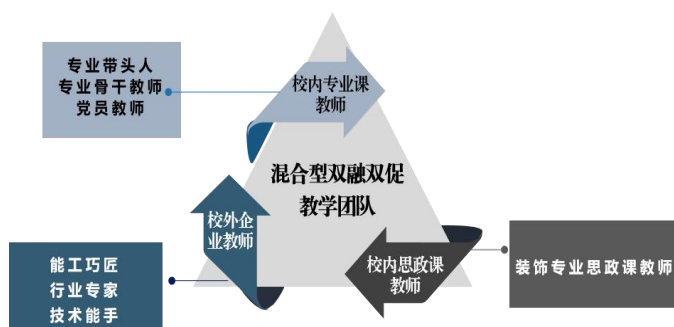 专业带头人
专业骨干教师
党员教师
校内专业课
教师
混合型双融双促
教学团队
校外企
业教师
能工巧匠
行业专家
技术能手
校内思政课
教师
装饰专业思政课教师